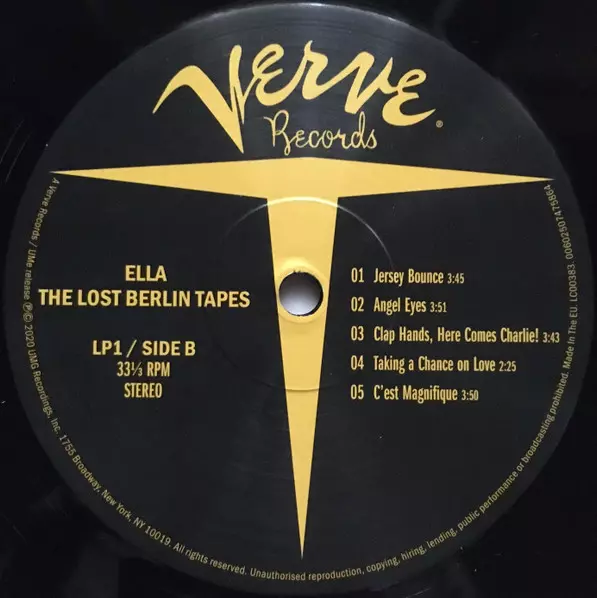 Verve®
Records
ELLA
THE LOST BERLIN TAPES
LP1 / SIDE B
33⅓ RPM
STEREO
01 Jersey Bounce 3:45
02 Angel Eyes 3:51
03 Clap Hands, Here Comes Charlie! 3:43
04 Taking a Chance on Love 2:25
05 C'est Magnifique 3:50
A Verve Records / UMe release ℗© 2020 UMG Recordings, Inc. 1755 Broadway, New York, NY 10019. All rights reserved. Unauthorised reproduction, copying, hiring, lending, public performance or broadcasting prohibited. Made In The EU. LC00383. 00602507475864